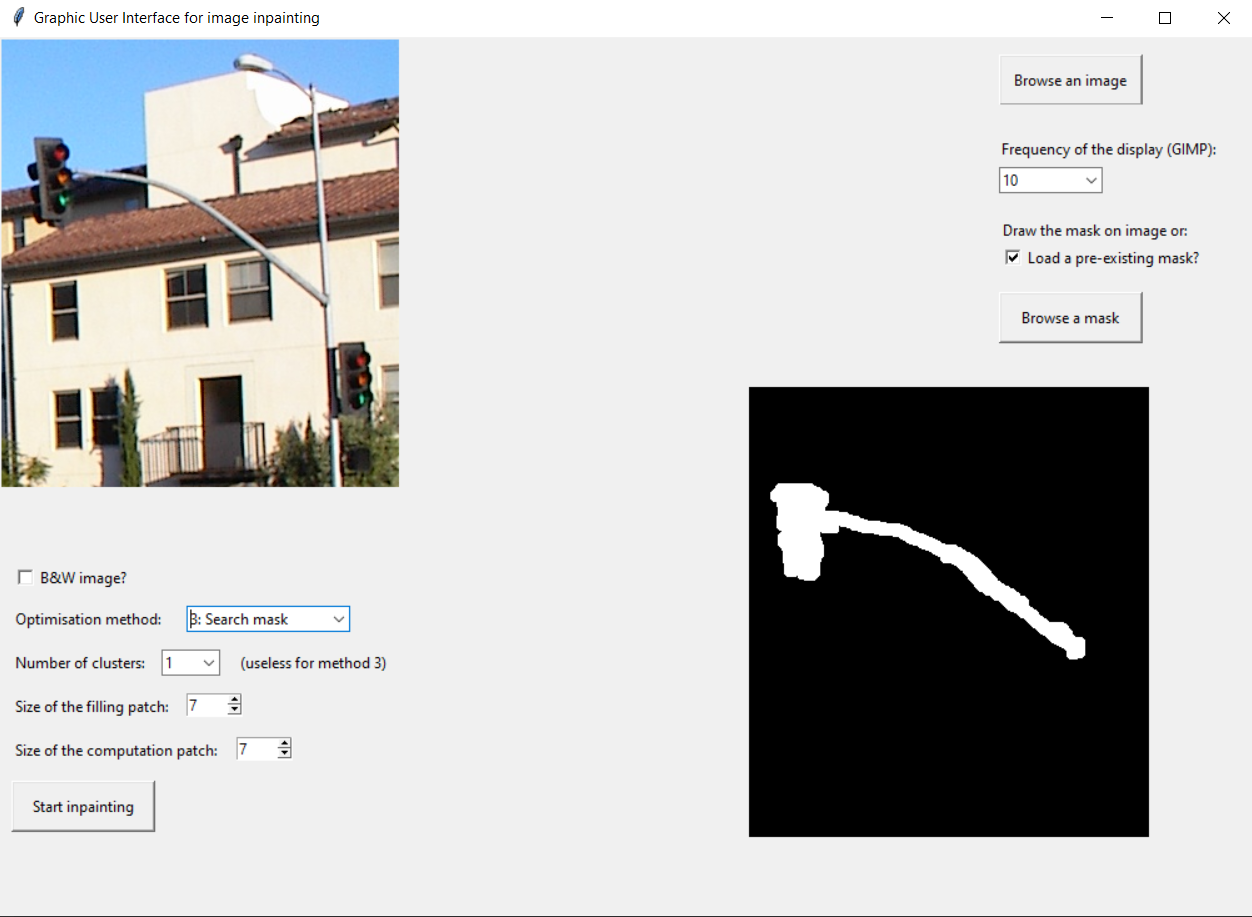 Graphic User Interface for image inpainting
Browse an image
Frequency of the display (GIMP):
10
Draw the mask on image or:
Load a pre-existing mask?
Browse a mask
B&W image?
Optimisation method: 3: Search mask
Number of clusters: 1 (useless for method 3)
Size of the filling patch: 7
Size of the computation patch: 7
Start inpainting